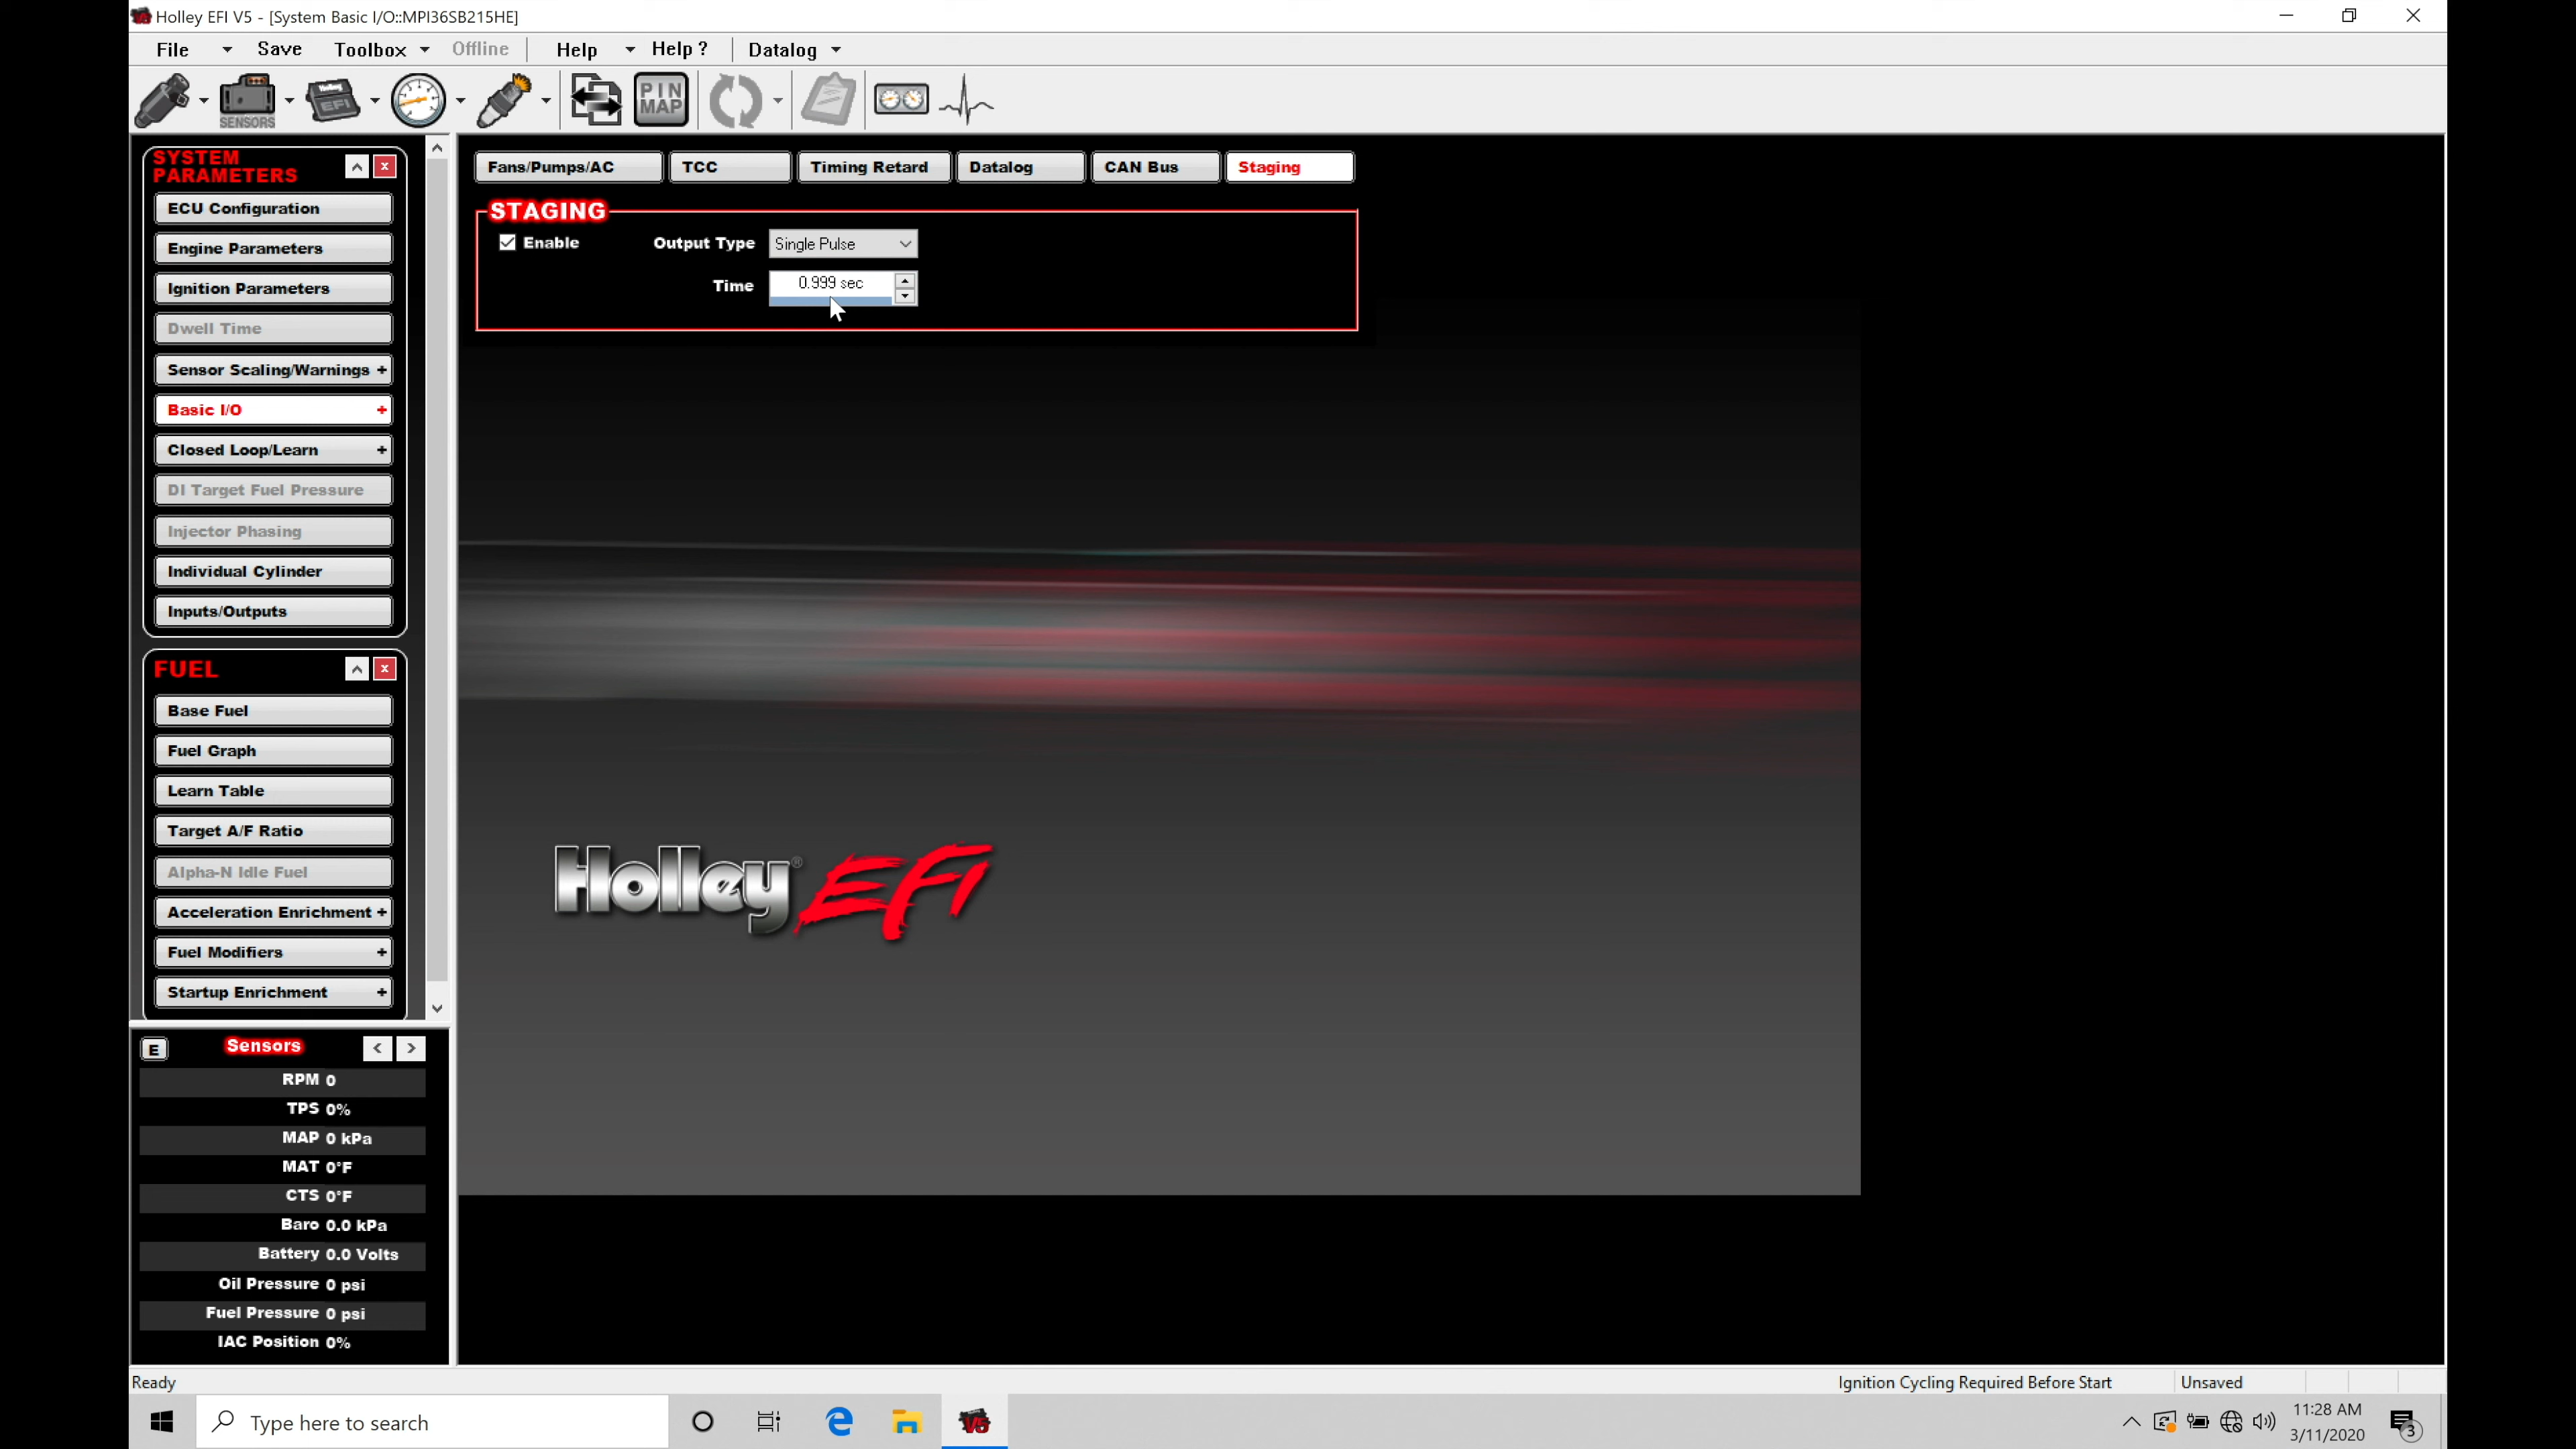 Holley EFI V5 - [System Basic I/O::MPI36SB215HE]
File Save Toolbox Offline Help Help ? Datalog
SENSORS
Holley EFI
PIN MAP
SYSTEM PARAMETERS
ECU Configuration
Engine Parameters
Ignition Parameters
Dwell Time
Sensor Scaling/Warnings +
Basic I/O +
Closed Loop/Learn +
DI Target Fuel Pressure
Injector Phasing
Individual Cylinder
Inputs/Outputs
FUEL
Base Fuel
Fuel Graph
Learn Table
Target A/F Ratio
Alpha-N Idle Fuel
Acceleration Enrichment +
Fuel Modifiers +
Startup Enrichment +
E Sensors < >
RPM 0
TPS 0%
MAP 0 kPa
MAT 0°F
CTS 0°F
Baro 0.0 kPa
Battery 0.0 Volts
Oil Pressure 0 psi
Fuel Pressure 0 psi
IAC Position 0%
Fans/Pumps/AC TCC Timing Retard Datalog CAN Bus Staging
STAGING
Enable Output Type Single Pulse
Time 0.999 sec
Holley® EFI
Ready Ignition Cycling Required Before Start Unsaved
Type here to search
V5
11:28 AM
3/11/2020
3